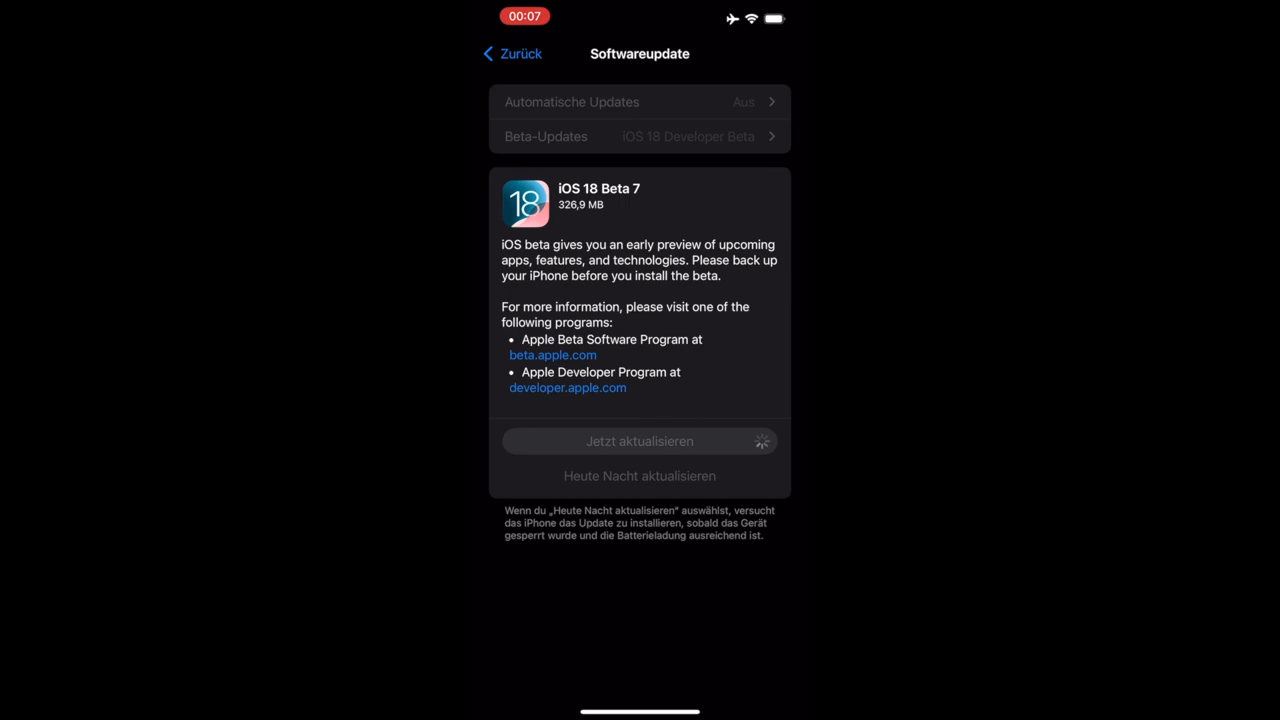 00:07
Zurück
Softwareupdate
Automatische Updates Aus
Beta-Updates iOS 18 Developer Beta
18
iOS 18 Beta 7
326,9 MB
iOS beta gives you an early preview of upcoming
apps, features, and technologies. Please back up
your iPhone before you install the beta.
For more information, please visit one of the
following programs:
• Apple Beta Software Program at
beta.apple.com
• Apple Developer Program at
developer.apple.com
Jetzt aktualisieren
Heute Nacht aktualisieren
Wenn du „Heute Nacht aktualisieren“ auswählst, versucht
das iPhone das Update zu installieren, sobald das Gerät
gesperrt wurde und die Batterieladung ausreichend ist.